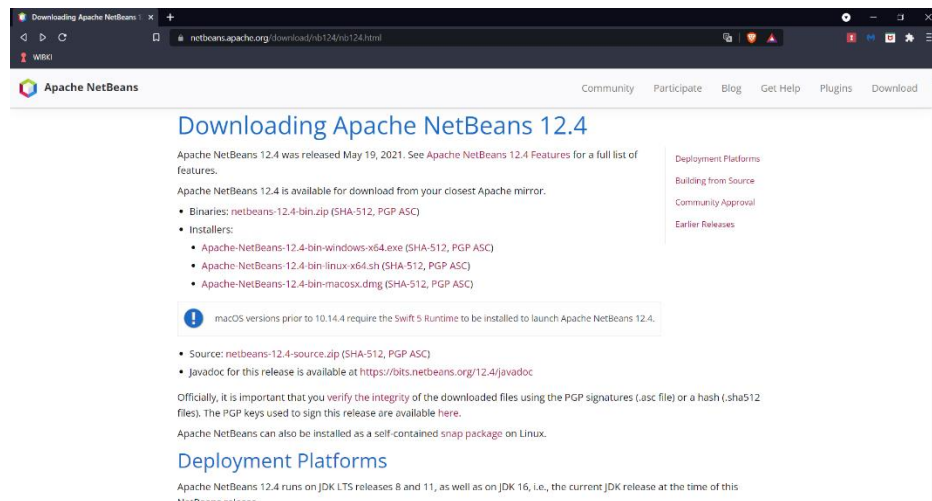 Downloading Apache NetBeans 1
netbeans.apache.org/download/nb124/nb124.html
WIBKI
Apache NetBeans
Community Participate Blog Get Help Plugins Download
Downloading Apache NetBeans 12.4
Apache NetBeans 12.4 was released May 19, 2021. See Apache NetBeans 12.4 Features for a full list of
features.
Apache NetBeans 12.4 is available for download from your closest Apache mirror.
• Binaries: netbeans-12.4-bin.zip (SHA-512, PGP ASC)
• Installers:
• Apache-NetBeans-12.4-bin-windows-x64.exe (SHA-512, PGP ASC)
• Apache-NetBeans-12.4-bin-linux-x64.sh (SHA-512, PGP ASC)
• Apache-NetBeans-12.4-bin-macosx.dmg (SHA-512, PGP ASC)
Deployment Platforms
Building from Source
Community Approval
Earlier Releases
macOS versions prior to 10.14.4 require the Swift 5 Runtime to be installed to launch Apache NetBeans 12.4.
• Source: netbeans-12.4-source.zip (SHA-512, PGP ASC)
• Javadoc for this release is available at https://bits.netbeans.org/12.4/javadoc
Officially, it is important that you verify the integrity of the downloaded files using the PGP signatures (.asc file) or a hash (.sha512
files). The PGP keys used to sign this release are available here.
Apache NetBeans can also be installed as a self-contained snap package on Linux.
Deployment Platforms
Apache NetBeans 12.4 runs on JDK LTS releases 8 and 11, as well as on JDK 16, i.e., the current JDK release at the time of this
NetBeans release.